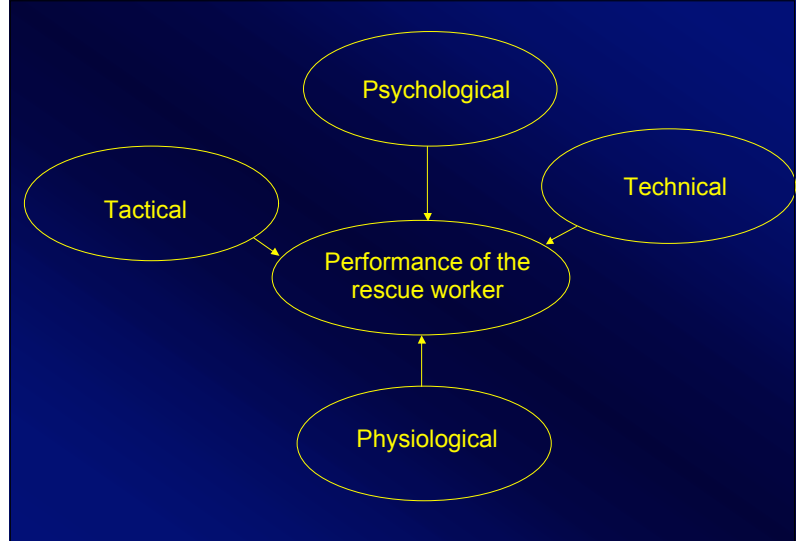 Psychological
Technical
Tactical
Performance of the
rescue worker
Physiological